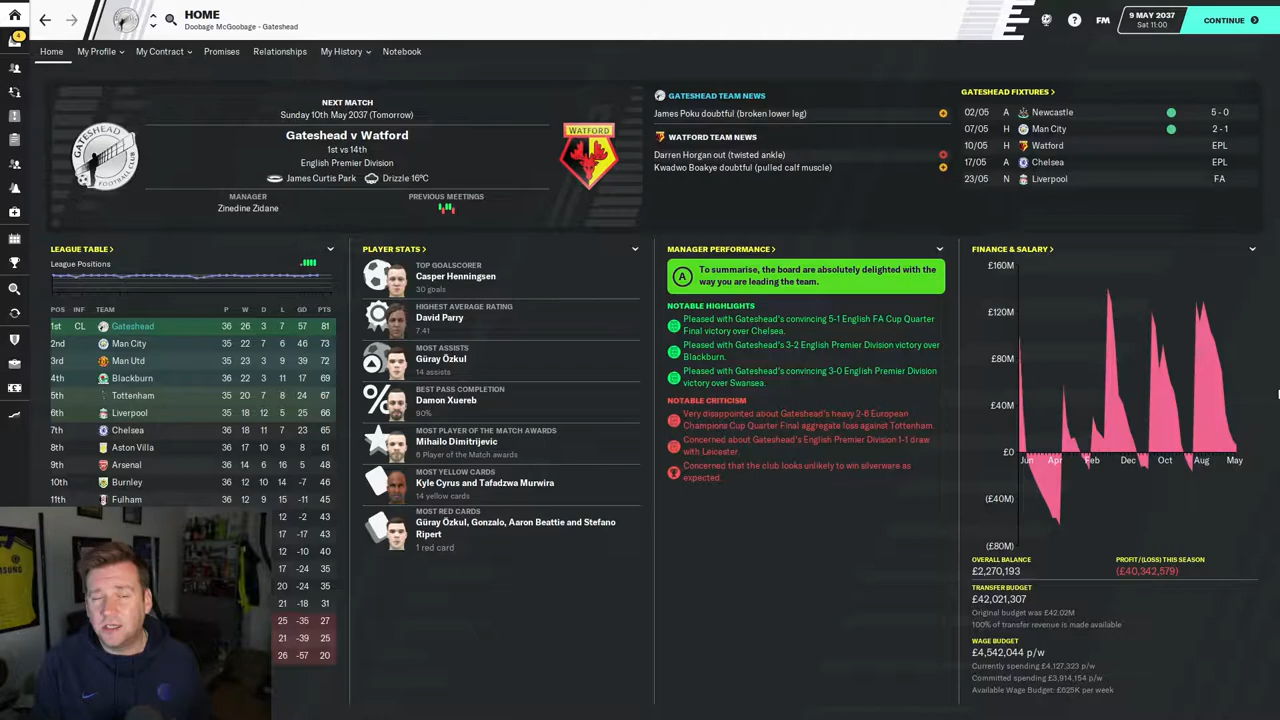 HOME
Doobage McGoobage - Gateshead
FM
9 MAY 2037
Sat 11:00
CONTINUE
4
Home
My Profile
My Contract
Promises
Relationships
My History
Notebook
NEXT MATCH
Sunday 10th May 2037 (Tomorrow)
Gateshead v Watford
1st vs 14th
English Premier Division
James Curtis Park
Drizzle 16°C
MANAGER
Zinedine Zidane
PREVIOUS MEETINGS
GATESHEAD
FOOTBALL CLUB
WATFORD
GATESHEAD TEAM NEWS
James Poku doubtful (broken lower leg)
WATFORD TEAM NEWS
Darren Horgan out (twisted ankle)
Kwadwo Boakye doubtful (pulled calf muscle)
GATESHEAD FIXTURES >
02/05 A Newcastle 5 - 0
07/05 H Man City 2 - 1
10/05 H Watford EPL
17/05 A Chelsea EPL
23/05 N Liverpool FA
LEAGUE TABLE >
League Positions
POS INF TEAM P W D L GD PTS
1st CL Gateshead 36 26 3 7 57 81
2nd Man City 35 22 7 6 46 73
3rd Man Utd 35 23 3 9 39 72
4th Blackburn 36 22 3 11 17 69
5th Tottenham 35 20 7 8 24 67
6th Liverpool 35 18 12 5 25 66
7th Chelsea 36 18 11 7 23 65
8th Aston Villa 36 17 10 9 8 61
9th Arsenal 36 14 6 16 5 48
10th Burnley 36 12 10 14 -7 46
11th Fulham 36 12 9 15 -11 45
12 -2 43
17 -17 43
12 -10 40
17 -24 35
20 -24 35
21 -18 31
20 -35 27
21 -39 25
26 -57 20
PLAYER STATS >
TOP GOALSCORER
Casper Henningsen
30 goals
HIGHEST AVERAGE RATING
David Parry
7.41
MOST ASSISTS
Güray Özkul
14 assists
BEST PASS COMPLETION
Damon Xuereb
90%
MOST PLAYER OF THE MATCH AWARDS
Mihailo Dimitrijevic
6 Player of the Match awards
MOST YELLOW CARDS
Kyle Cyrus and Tafadzwa Murwira
14 yellow cards
MOST RED CARDS
Güray Özkul, Gonzalo, Aaron Beattie and Stefano
Ripert
1 red card
MANAGER PERFORMANCE >
A
To summarise, the board are absolutely delighted with the
way you are leading the team.
NOTABLE HIGHLIGHTS
Pleased with Gateshead's convincing 5-1 English FA Cup Quarter
Final victory over Chelsea.
Pleased with Gateshead's 3-2 English Premier Division victory over
Blackburn.
Pleased with Gateshead's convincing 3-0 English Premier Division
victory over Swansea.
NOTABLE CRITICISM
Very disappointed about Gateshead's heavy 2-6 European
Champions Cup Quarter Final aggregate loss against Tottenham.
Concerned about Gateshead's English Premier Division 1-1 draw
with Leicester.
Concerned that the club looks unlikely to win silverware as
expected.
FINANCE & SALARY >
£160M
£120M
£80M
£40M
£0
(£40M)
(£80M)
Jun Apr Feb Dec Oct Aug May
OVERALL BALANCE
£2,270,193
PROFIT/(LOSS) THIS SEASON
(£40,342,579)
TRANSFER BUDGET
£42,021,307
Original budget was £42.02M
100% of transfer revenue is made available
WAGE BUDGET
£4,542,044 p/w
Currently spending £4,127,323 p/w
Committed spending £3,914,154 p/w
Available Wage Budget: £625K per week